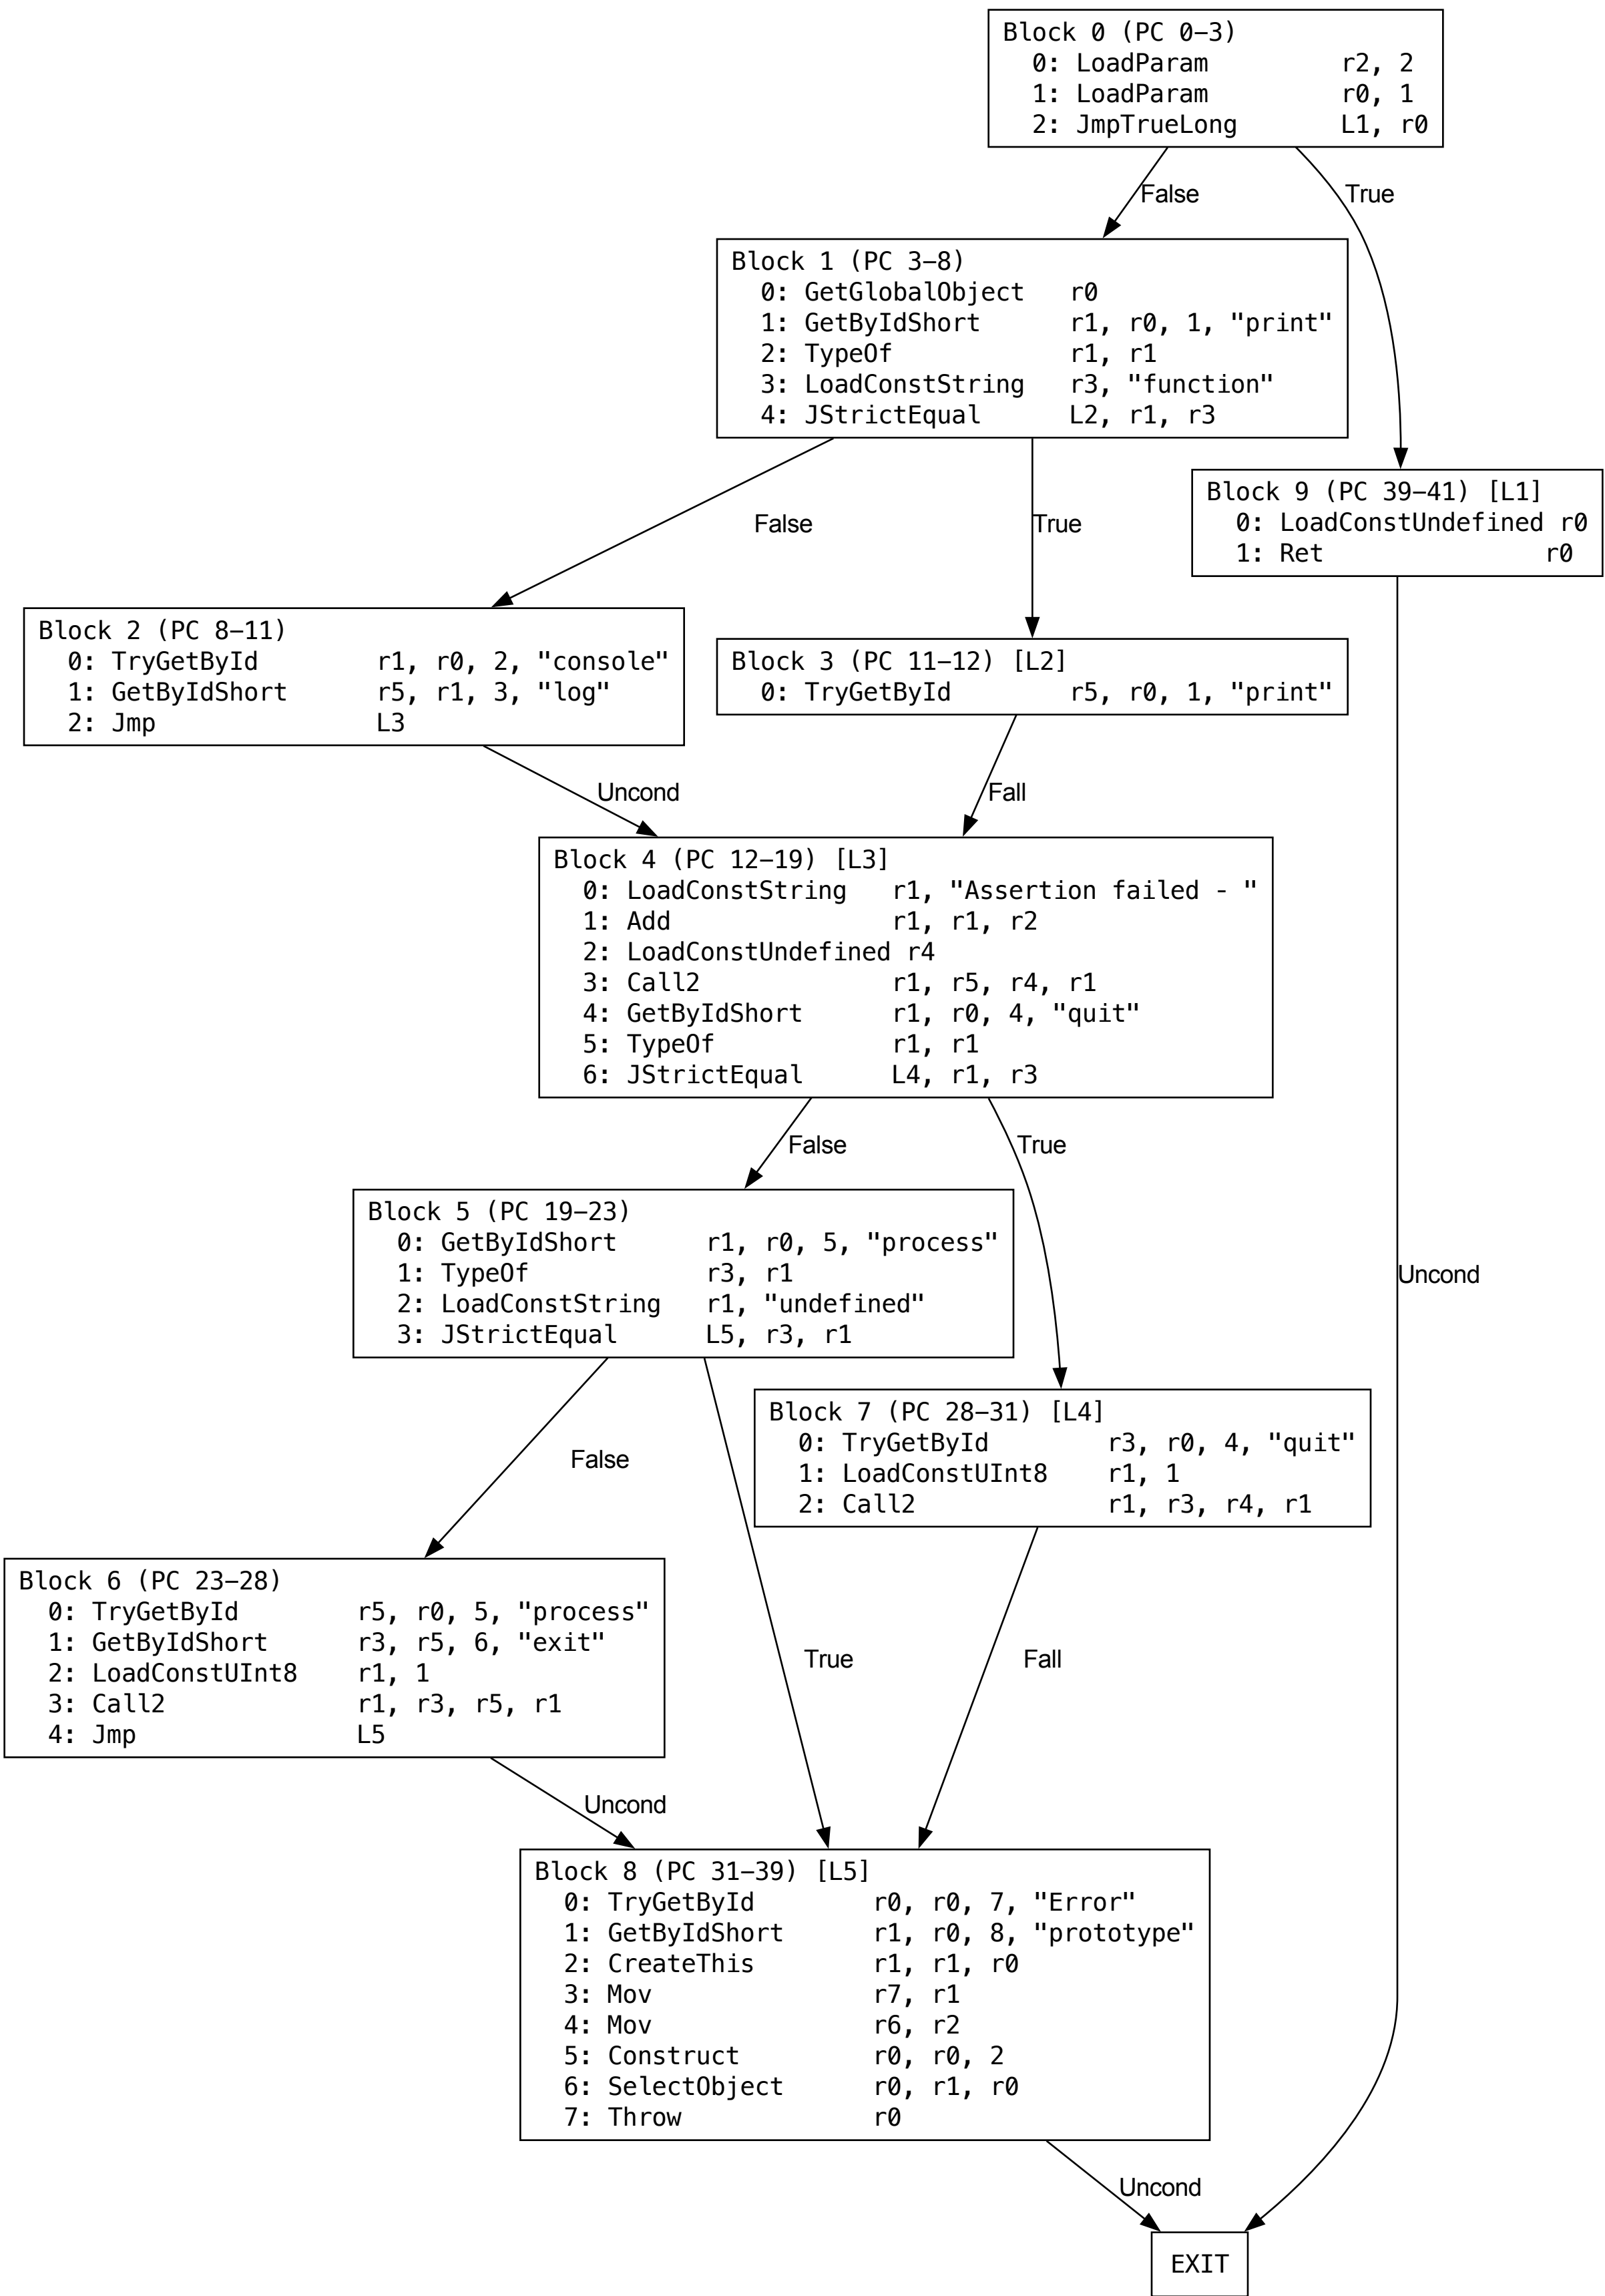 Block 0 (PC 0–3)
0: LoadParam r2, 2
1: LoadParam r0, 1
2: JmpTrueLong L1, r0
False
True
Block 1 (PC 3–8)
0: GetGlobalObject r0
1: GetByIdShort r1, r0, 1, "print"
2: TypeOf r1, r1
3: LoadConstString r3, "function"
4: JStrictEqual L2, r1, r3
Block 9 (PC 39–41) [L1]
0: LoadConstUndefined r0
1: Ret r0
False
True
Block 2 (PC 8–11)
0: TryGetById r1, r0, 2, "console"
1: GetByIdShort r5, r1, 3, "log"
2: Jmp L3
Block 3 (PC 11–12) [L2]
0: TryGetById r5, r0, 1, "print"
Uncond
Fall
Block 4 (PC 12–19) [L3]
0: LoadConstString r1, "Assertion failed - "
1: Add r1, r1, r2
2: LoadConstUndefined r4
3: Call2 r1, r5, r4, r1
4: GetByIdShort r1, r0, 4, "quit"
5: TypeOf r1, r1
6: JStrictEqual L4, r1, r3
False
True
Block 5 (PC 19–23)
0: GetByIdShort r1, r0, 5, "process"
1: TypeOf r3, r1
2: LoadConstString r1, "undefined"
3: JStrictEqual L5, r3, r1
Uncond
Block 7 (PC 28–31) [L4]
0: TryGetById r3, r0, 4, "quit"
1: LoadConstUInt8 r1, 1
2: Call2 r1, r3, r4, r1
False
Block 6 (PC 23–28)
0: TryGetById r5, r0, 5, "process"
1: GetByIdShort r3, r5, 6, "exit"
2: LoadConstUInt8 r1, 1
3: Call2 r1, r3, r5, r1
4: Jmp L5
True
Fall
Uncond
Block 8 (PC 31–39) [L5]
0: TryGetById r0, r0, 7, "Error"
1: GetByIdShort r1, r0, 8, "prototype"
2: CreateThis r1, r1, r0
3: Mov r7, r1
4: Mov r6, r2
5: Construct r0, r0, 2
6: SelectObject r0, r1, r0
7: Throw r0
Uncond
EXIT